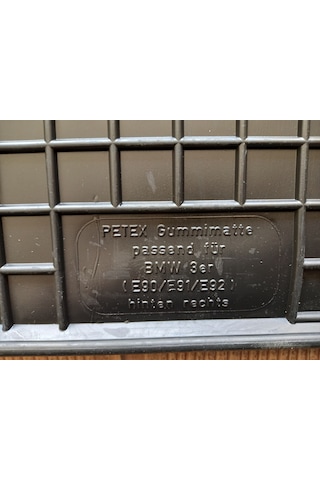 PETEX Gummimatte
passend für
BMW 3er
(E90/E91/E92)
hinten rechts